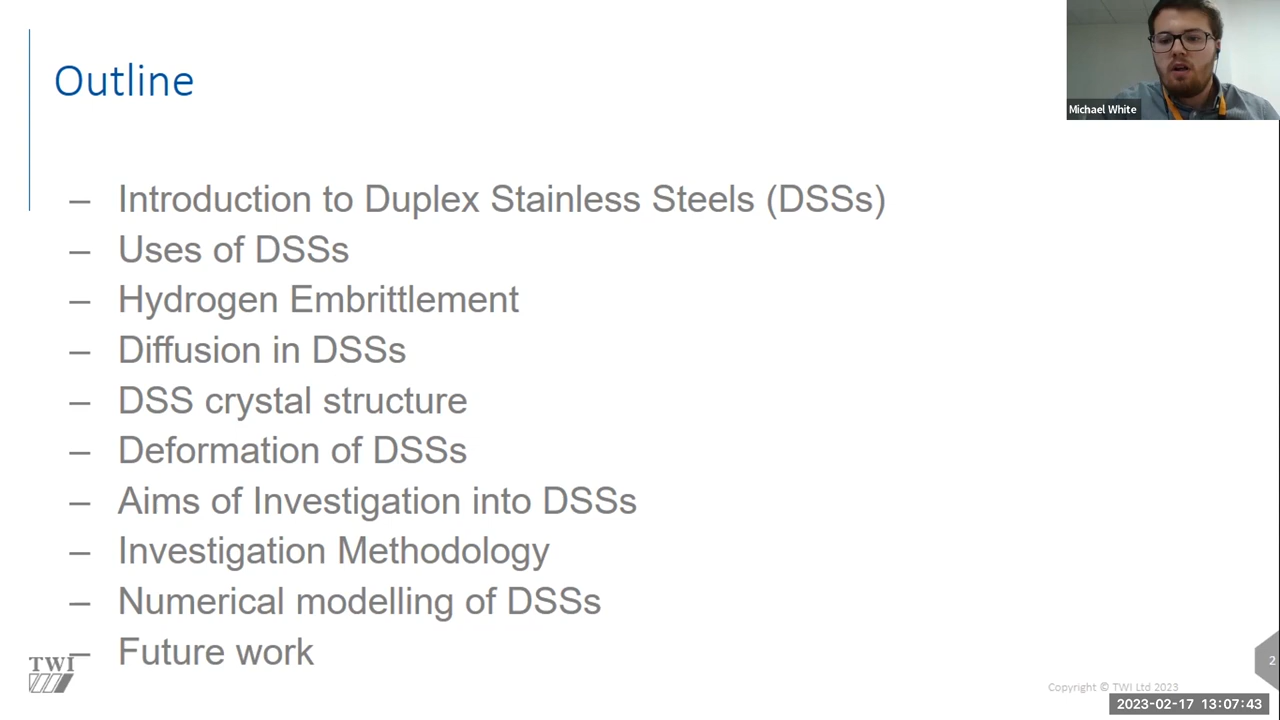 Outline
Michael White
– Introduction to Duplex Stainless Steels (DSSs)
– Uses of DSSs
– Hydrogen Embrittlement
– Diffusion in DSSs
– DSS crystal structure
– Deformation of DSSs
– Aims of Investigation into DSSs
– Investigation Methodology
– Numerical modelling of DSSs
– Future work
TWI
2
Copyright © TWI Ltd 2023
2023-02-17 13:07:43